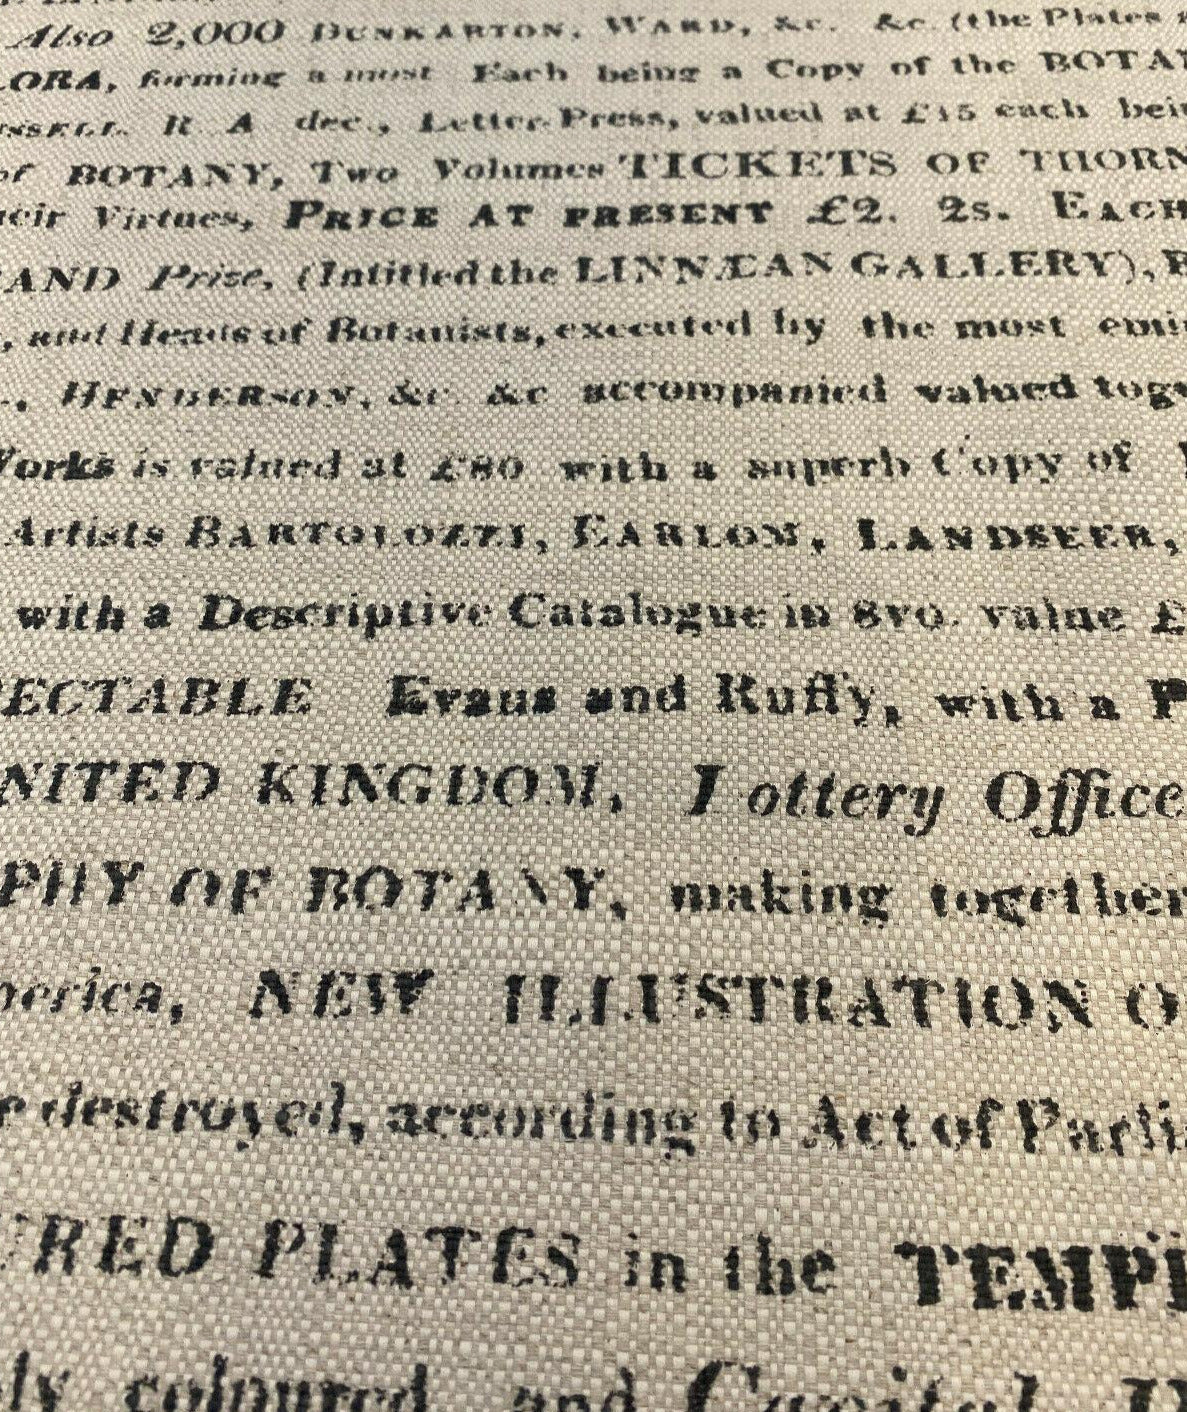 Also 2,000 DUNKARTON, WARD, &c. &c. (the Plates
LORA, forming a most Each being a Copy of the BOTA
R A dec., Letter-Press, valued at £15 each bei
of BOTANY, Two Volumes TICKETS OF THORN
heir Virtues, PRICE AT PRESENT £2. 2s. EACH
AND Prize, (Intitled the LINNÆAN GALLERY),
, and Heads of Botanists, executed by the most emi
HENDERSON, &c. &c accompanied valued toge
Works is valued at £80 with a superb Copy of
Artists BARTOLOZZI, EARLOM, LANDSEER,
with a Descriptive Catalogue in 8vo. value £
ECTABLE Evans and Ruffy, with a P
NITED KINGDOM, Lottery Office
PHY OF BOTANY, making together
merica, NEW ILLUSTRATION O
e destroyed, according to Act of Parli
URED PLATES in the TEMPL
ly coloured and Capital